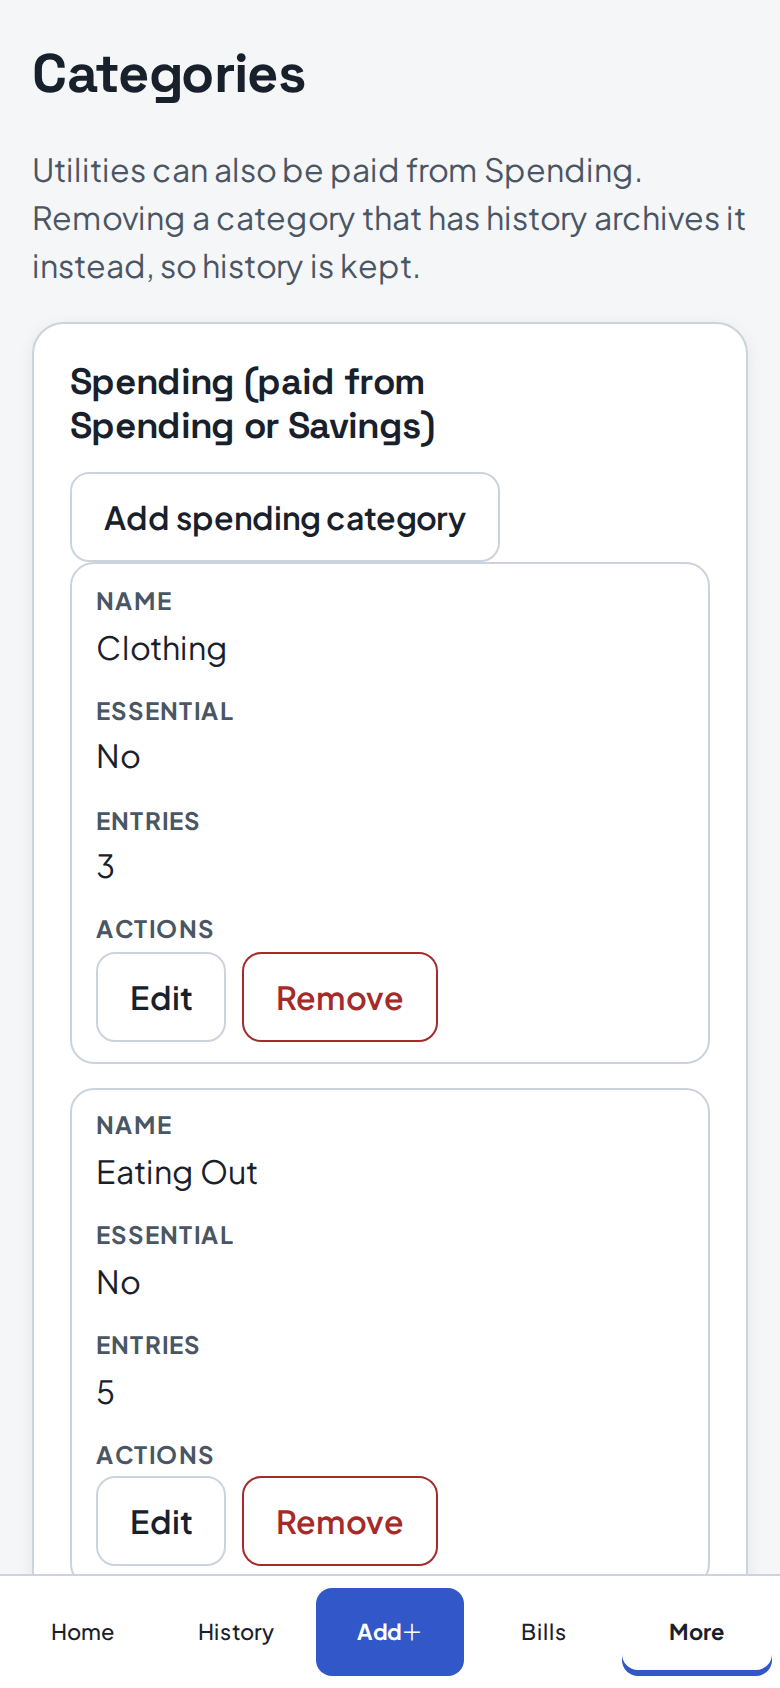 Categories
Utilities can also be paid from Spending.
Removing a category that has history archives it
instead, so history is kept.
Spending (paid from
Spending or Savings)
Add spending category
NAME
Clothing
ESSENTIAL
No
ENTRIES
3
ACTIONS
Edit Remove
NAME
Eating Out
ESSENTIAL
No
ENTRIES
5
ACTIONS
Edit Remove
Home History Add+ Bills More